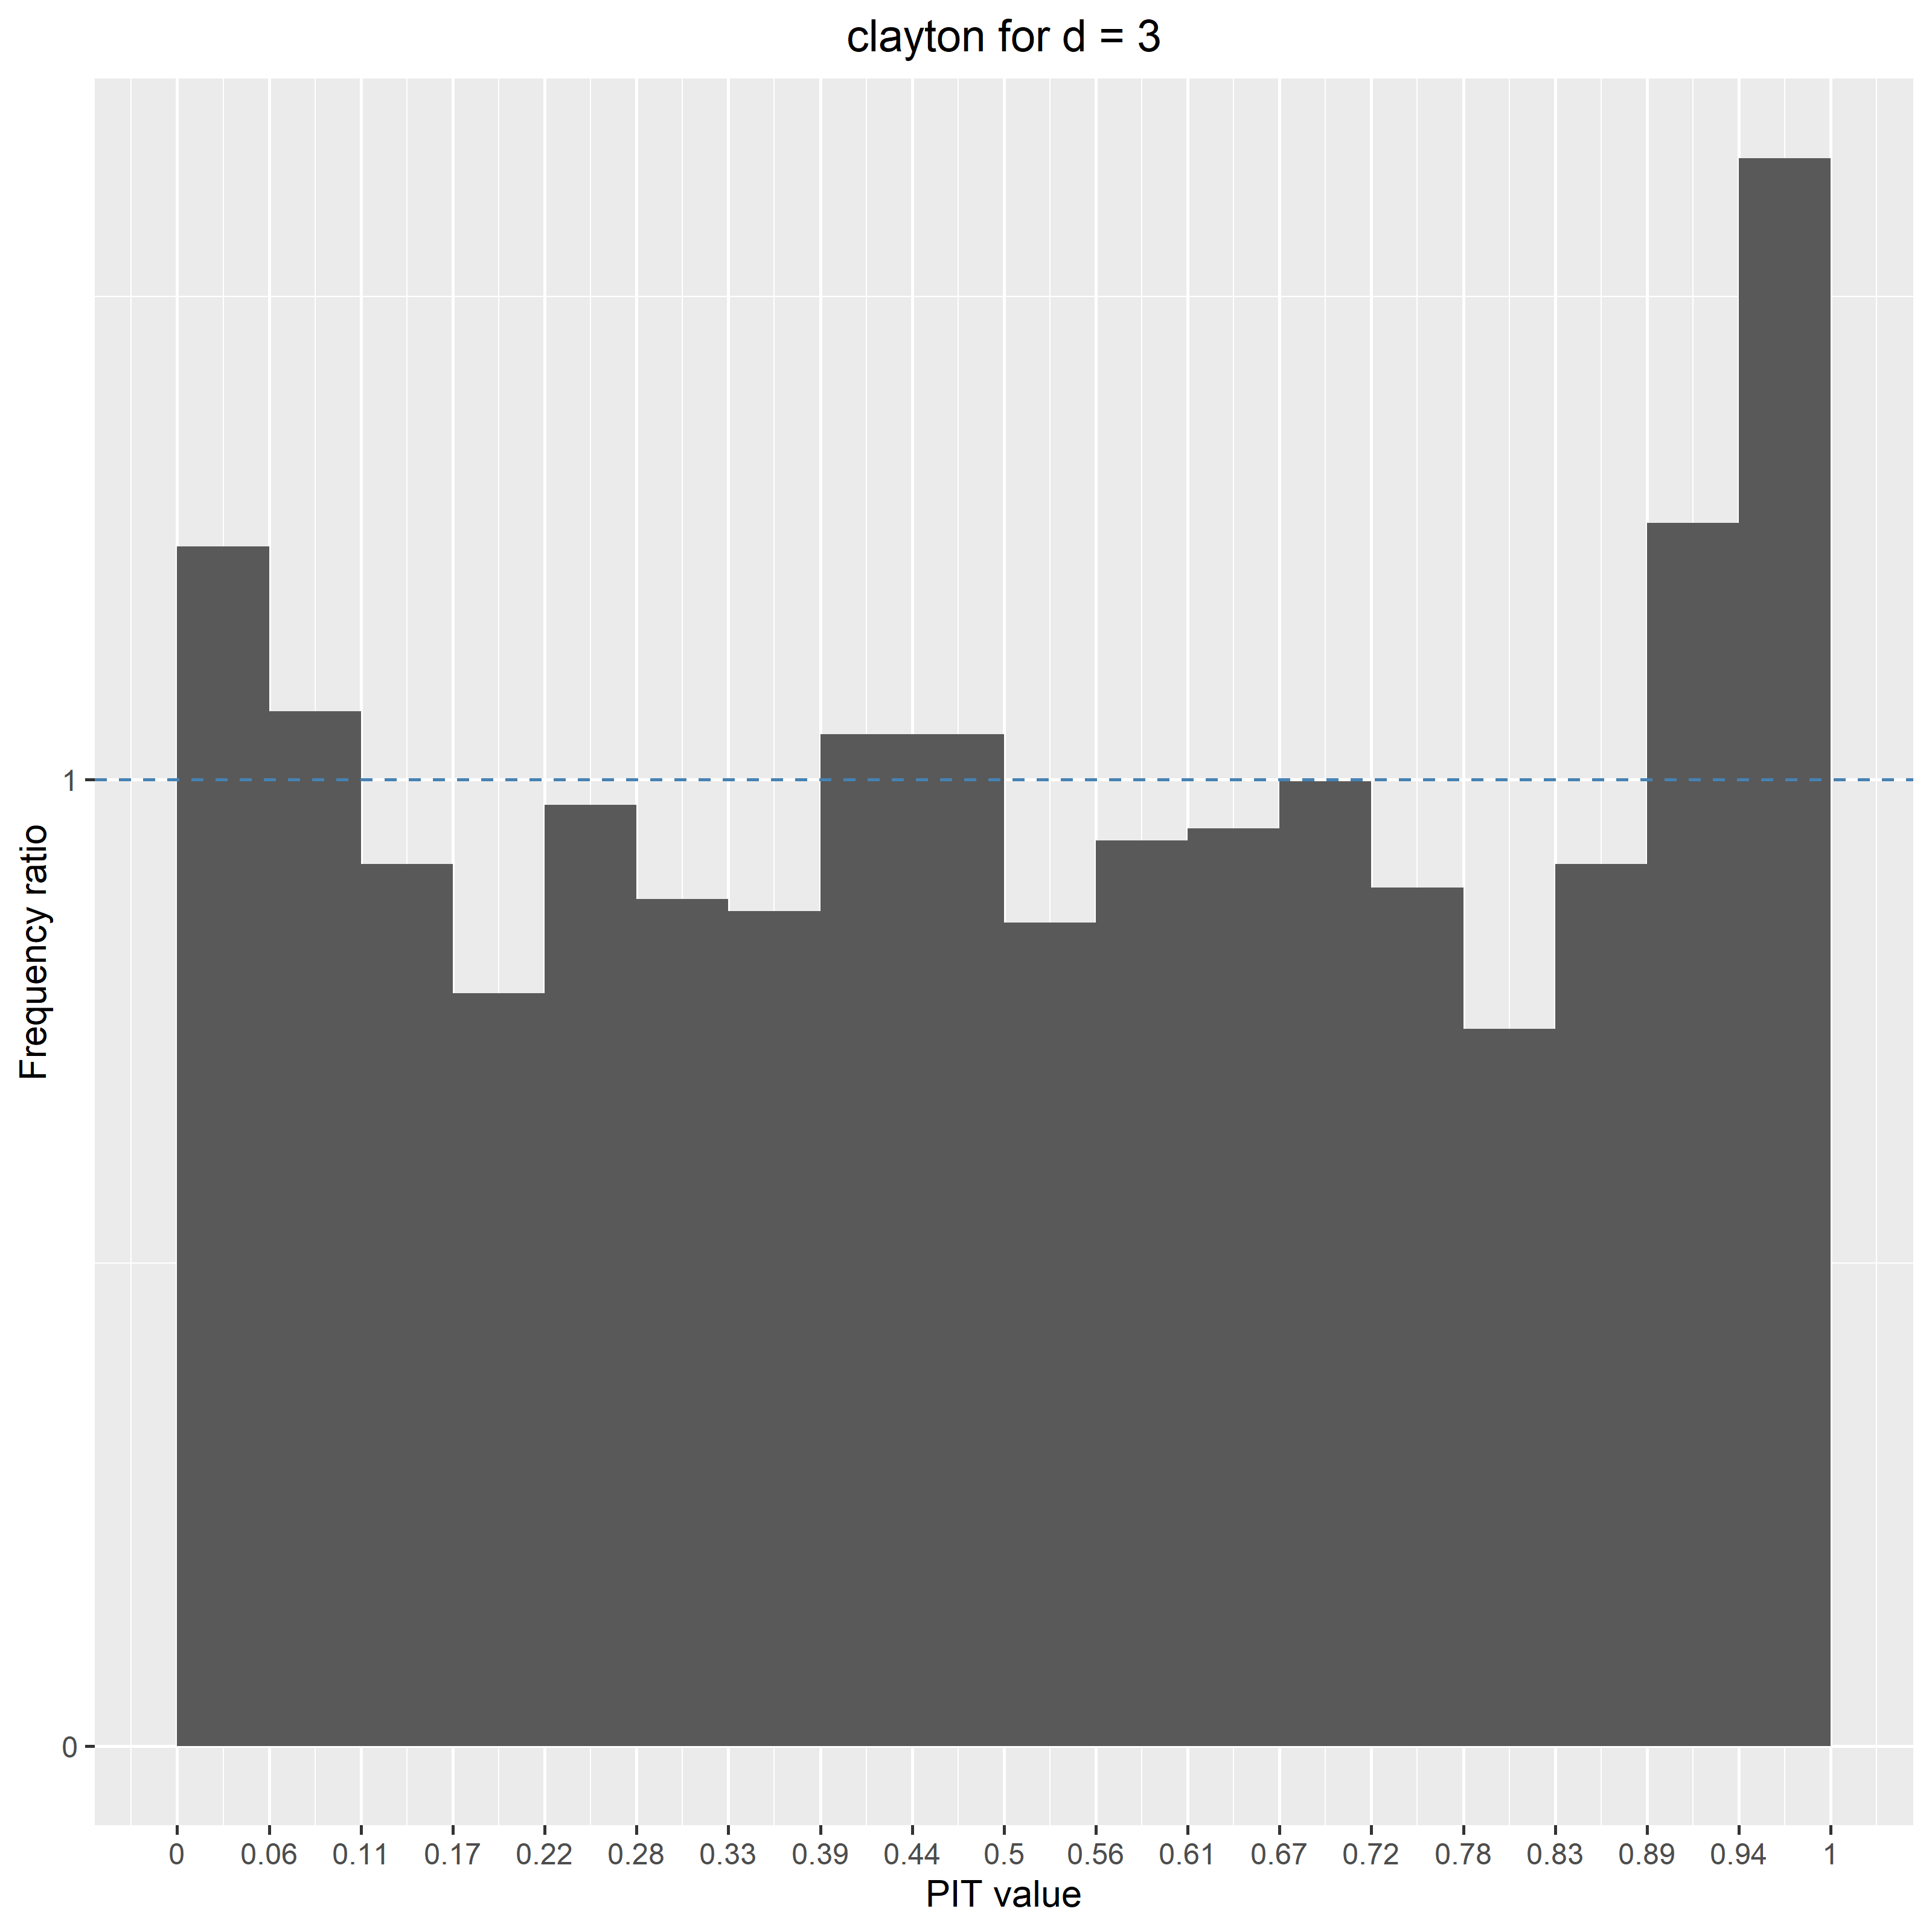 clayton for d = 3
Frequency ratio
1
0
0 0.06 0.11 0.17 0.22 0.28 0.33 0.39 0.44 0.5 0.56 0.61 0.67 0.72 0.78 0.83 0.89 0.94 1
PIT value